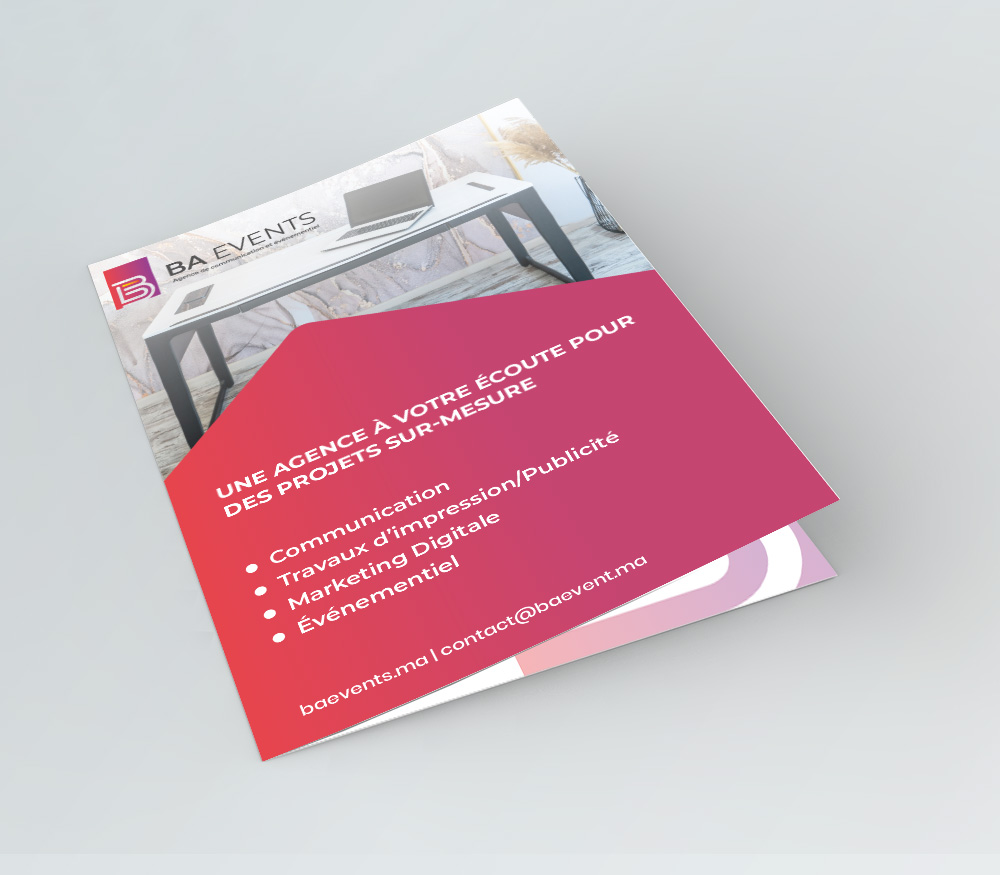 BA EVENTS
Agence de communication et événementiel
UNE AGENCE À VOTRE ÉCOUTE POUR
DES PROJETS SUR-MESURE
Communication
Travaux d'impression/Publicité
Marketing Digitale
Événementiel
baevents.ma | contact@baevent.ma